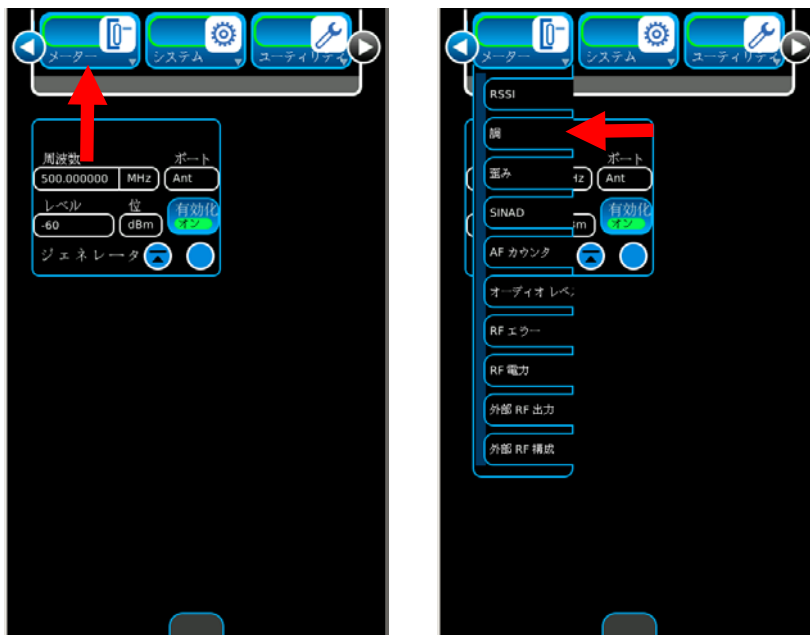 メーター
システム
ユーティリティ
周波数
ポート
500.000000
MHz
Ant
レベル
位
有効化
-60
dBm
オン
ジェネレータ
メーター
システム
ユーティリティ
RSSI
調
歪み
SINAD
AF カウンタ
オーディオ レベ
RF エラー
RF 電力
外部 RF 出力
外部 RF 構成
ポート
Hz
Ant
有効化
オン